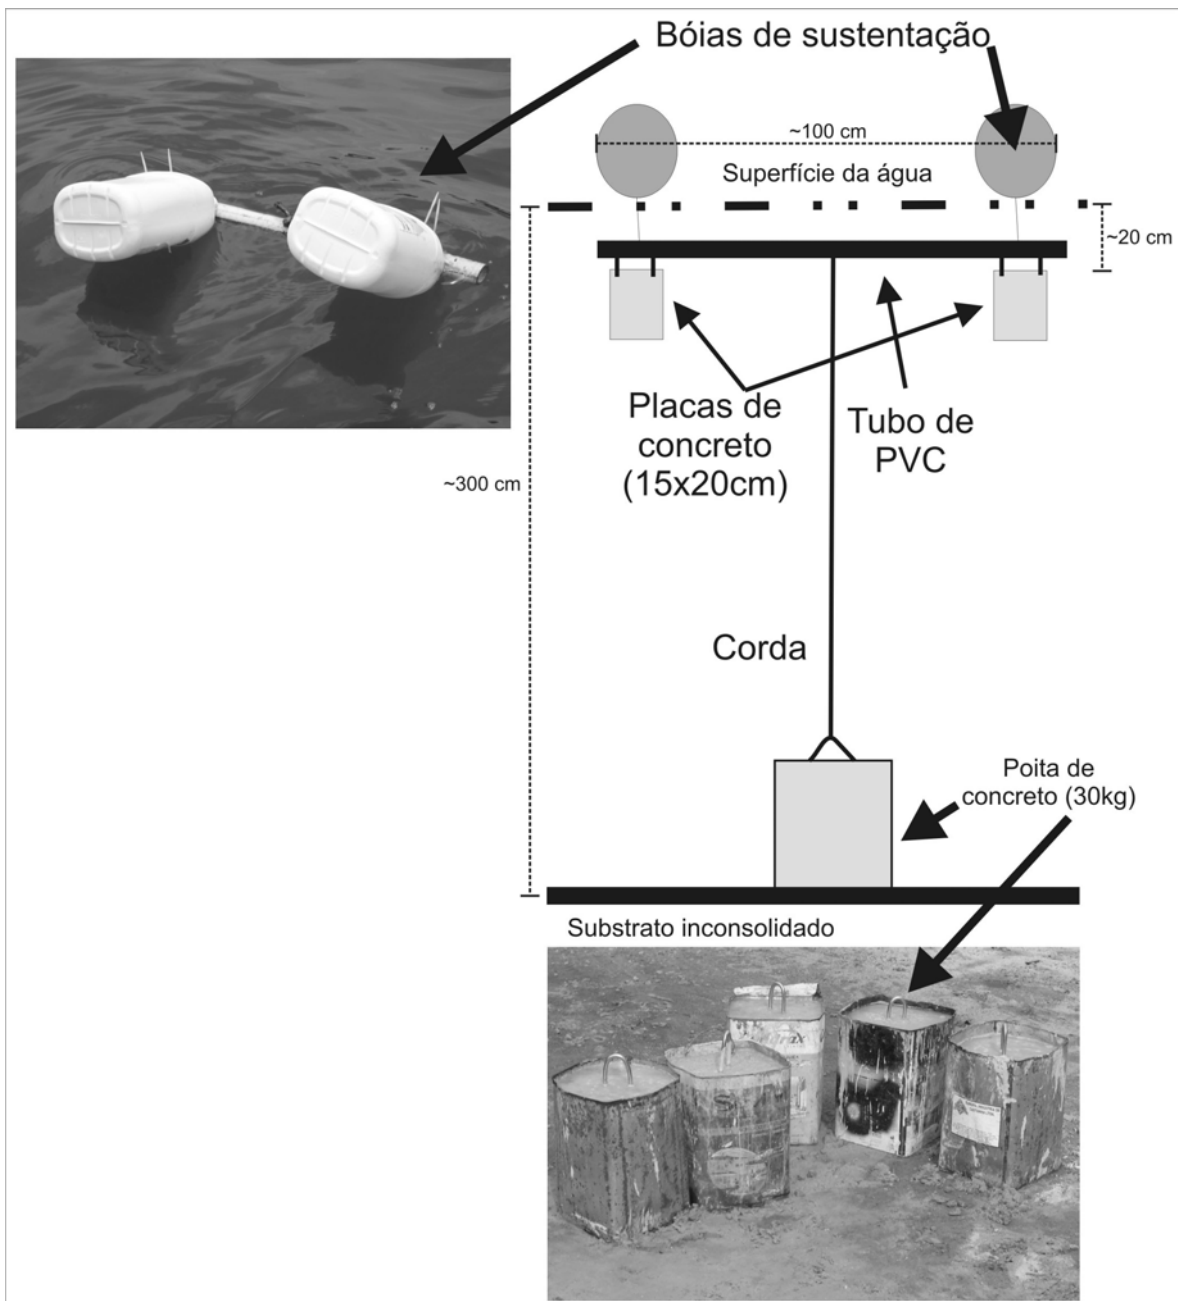 Bóias de sustentação
~100 cm
Superfície da água
~20 cm
Placas de
concreto
(15x20cm)
Tubo de
PVC
~300 cm
Corda
Poita de
concreto (30kg)
Substrato inconsolidado